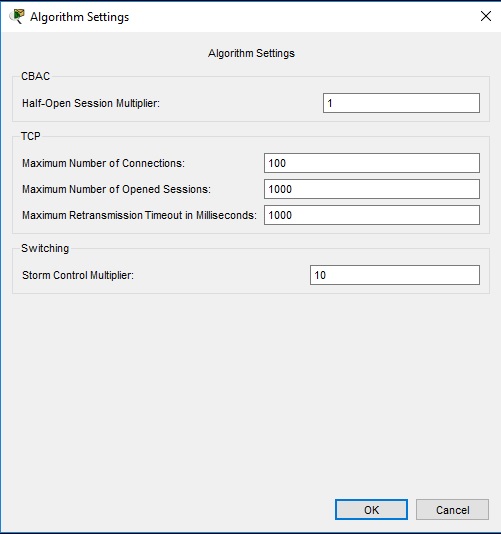 Algorithm Settings
Algorithm Settings
CBAC
Half-Open Session Multiplier: 1
TCP
Maximum Number of Connections: 100
Maximum Number of Opened Sessions: 1000
Maximum Retransmission Timeout in Milliseconds: 1000
Switching
Storm Control Multiplier: 10
OK Cancel